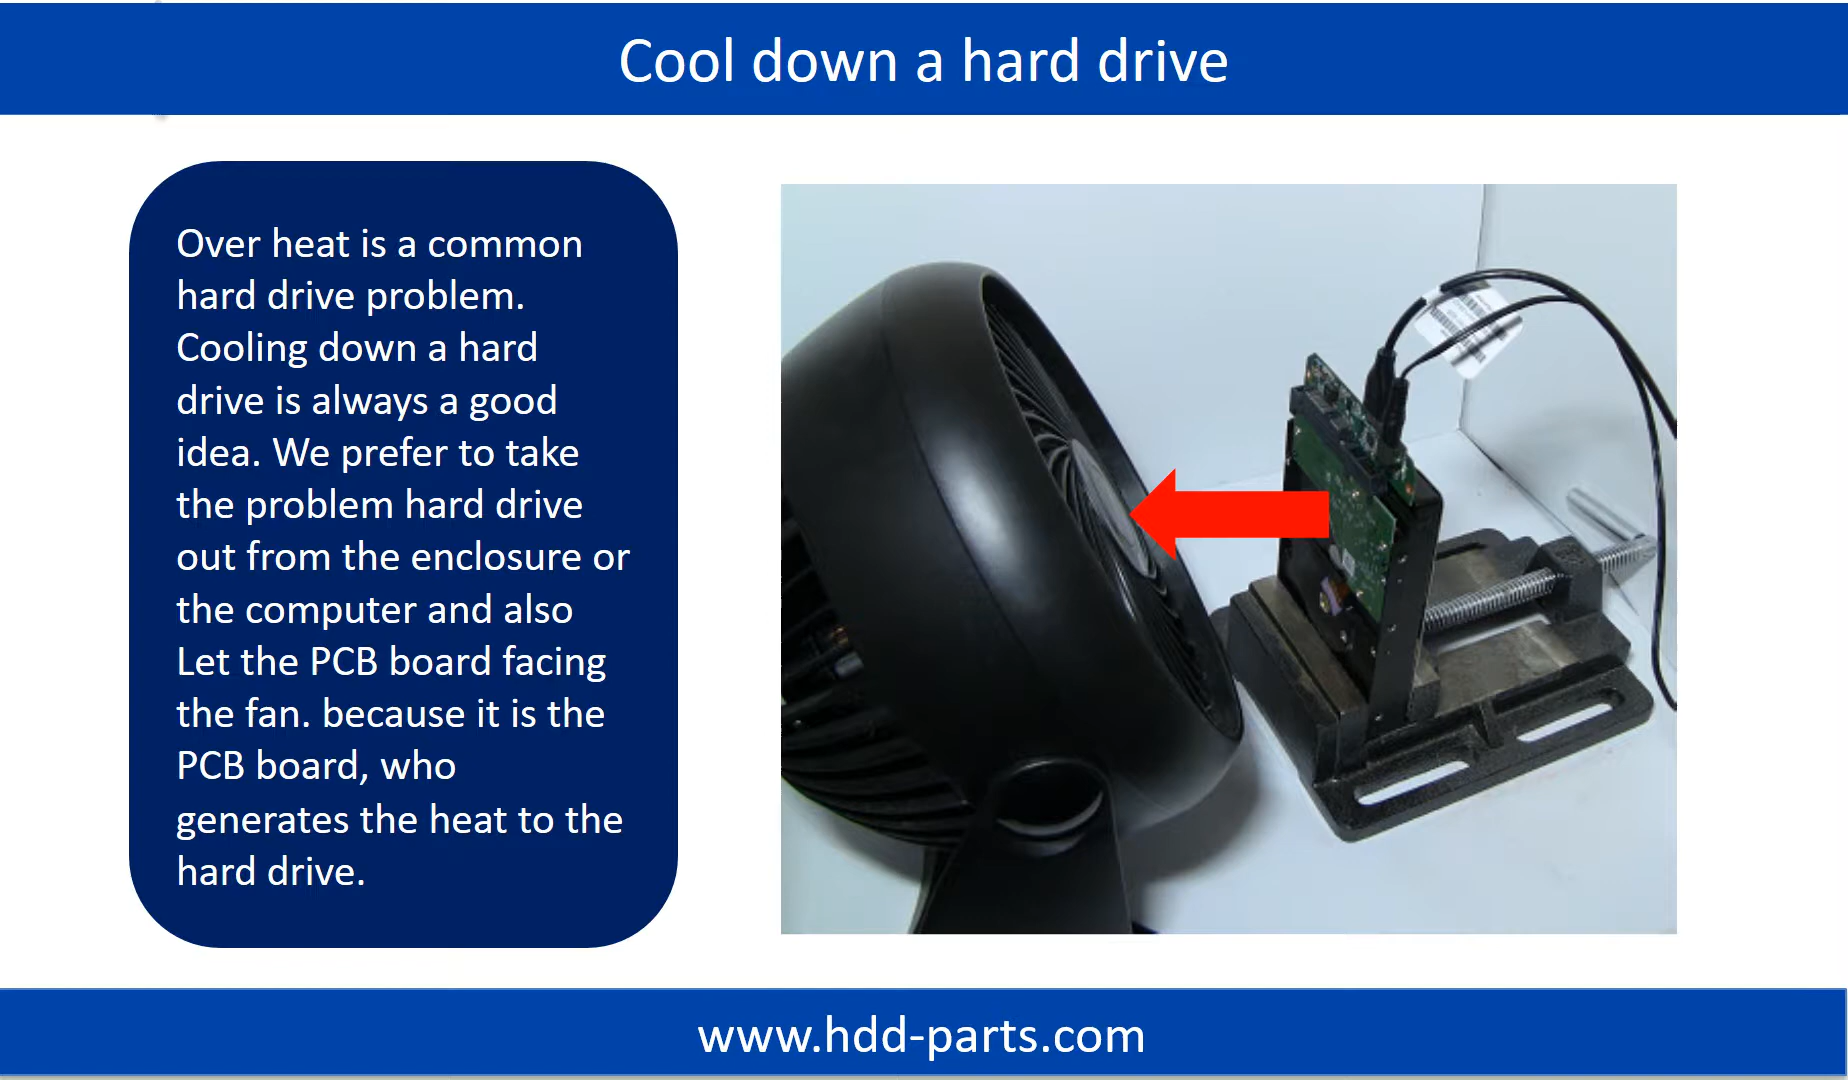 Cool down a hard drive
Over heat is a common
hard drive problem.
Cooling down a hard
drive is always a good
idea. We prefer to take
the problem hard drive
out from the enclosure or
the computer and also
Let the PCB board facing
the fan. because it is the
PCB board, who
generates the heat to the
hard drive.
www.hdd-parts.com